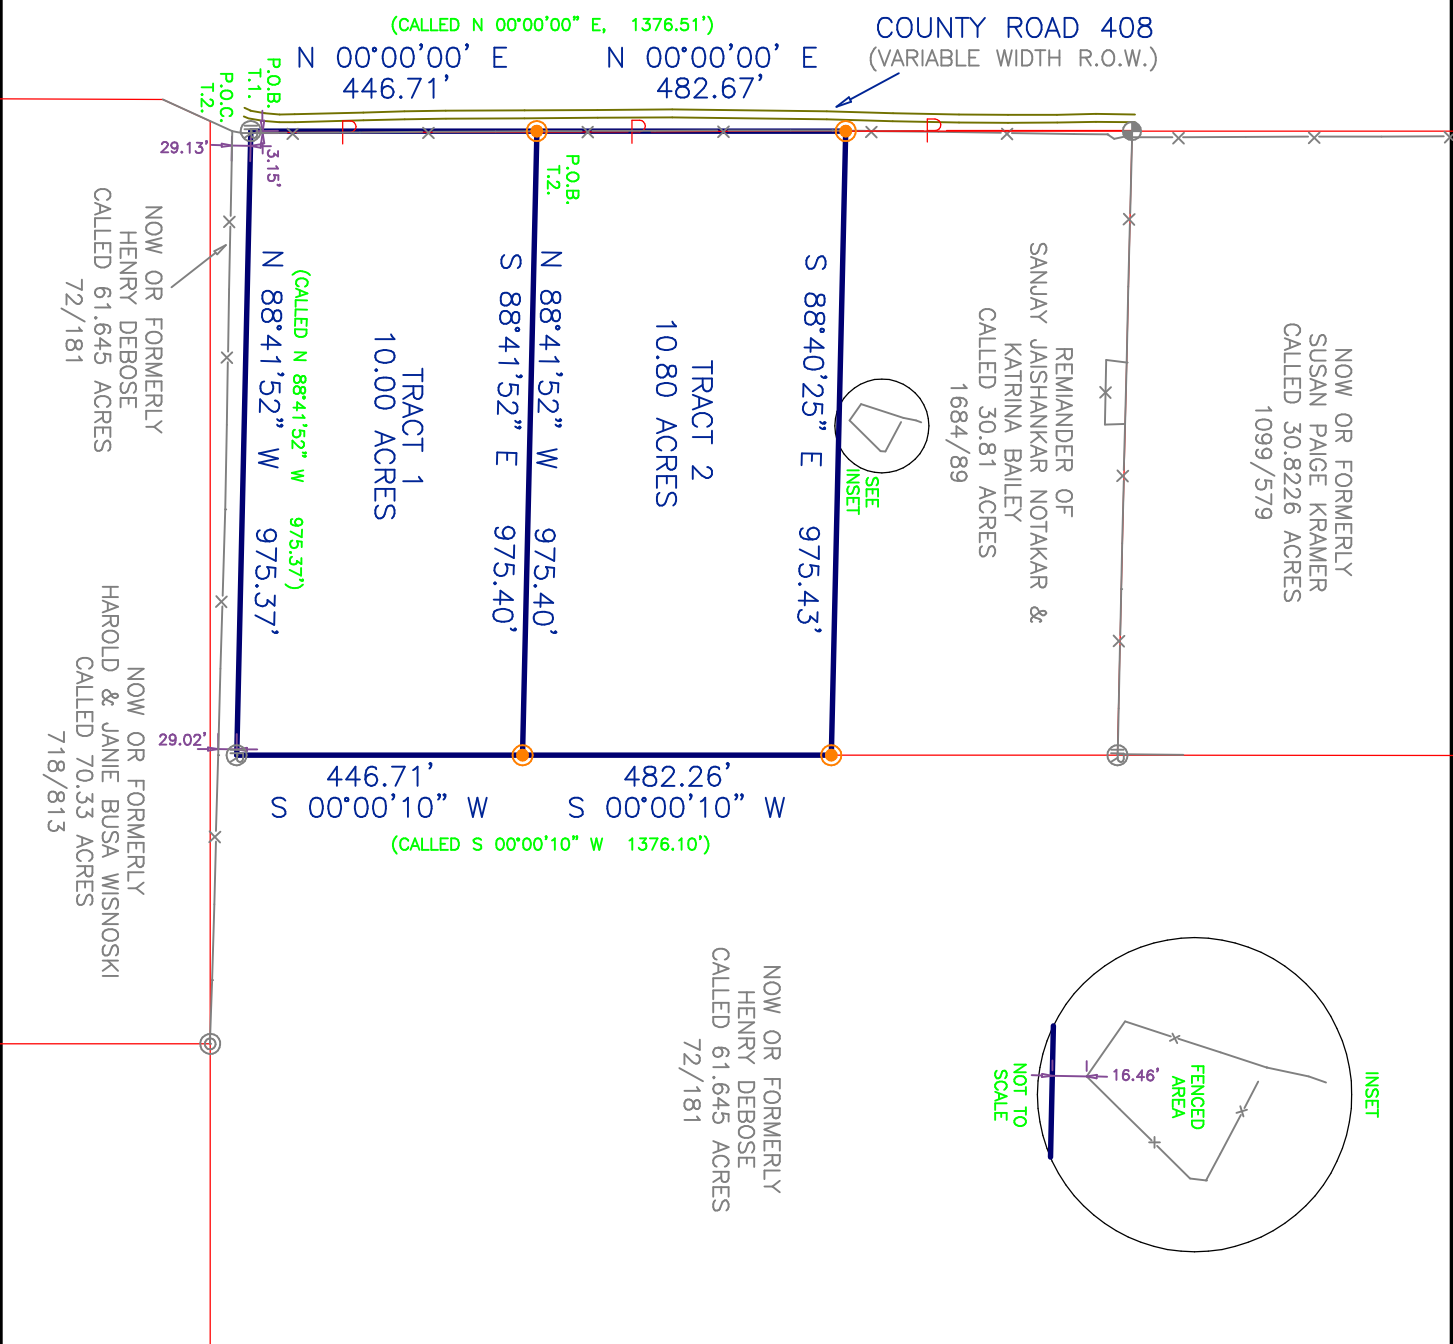 (CALLED N 00°00'00" E, 1376.51')
N 00°00'00' E
446.71'
N 00°00'00' E
482.67'
COUNTY ROAD 408
(VARIABLE WIDTH R.O.W.)
P.O.B.
T.1.
P.O.C.
T.2.
P
P
P
29.13'
3.15'
P.O.B.
T.2.
NOW OR FORMERLY
HENRY DEBOSE
CALLED 61.645 ACRES
72/181
N 88°41'52" W 975.37'
(CALLED N 88°41'52" W 975.37')
TRACT 1
10.00 ACRES
S 88°41'52" E 975.40'
N 88°41'52" W 975.40'
TRACT 2
10.80 ACRES
S 88°40'25" E 975.43'
SEE
INSET
REMIANDER OF
SANJAY JAISHANKAR NOTAKAR &
KATRINA BAILEY
CALLED 30.81 ACRES
1684/89
NOW OR FORMERLY
SUSAN PAIGE KRAMER
CALLED 30.8226 ACRES
1099/579
NOW OR FORMERLY
HAROLD & JANIE BUSA WISNOSKI
CALLED 70.33 ACRES
718/813
29.02'
446.71'
S 00°00'10" W
482.26'
S 00°00'10" W
(CALLED S 00°00'10" W 1376.10')
NOW OR FORMERLY
HENRY DEBOSE
CALLED 61.645 ACRES
72/181
INSET
FENCED
AREA
16.46'
NOT TO
SCALE